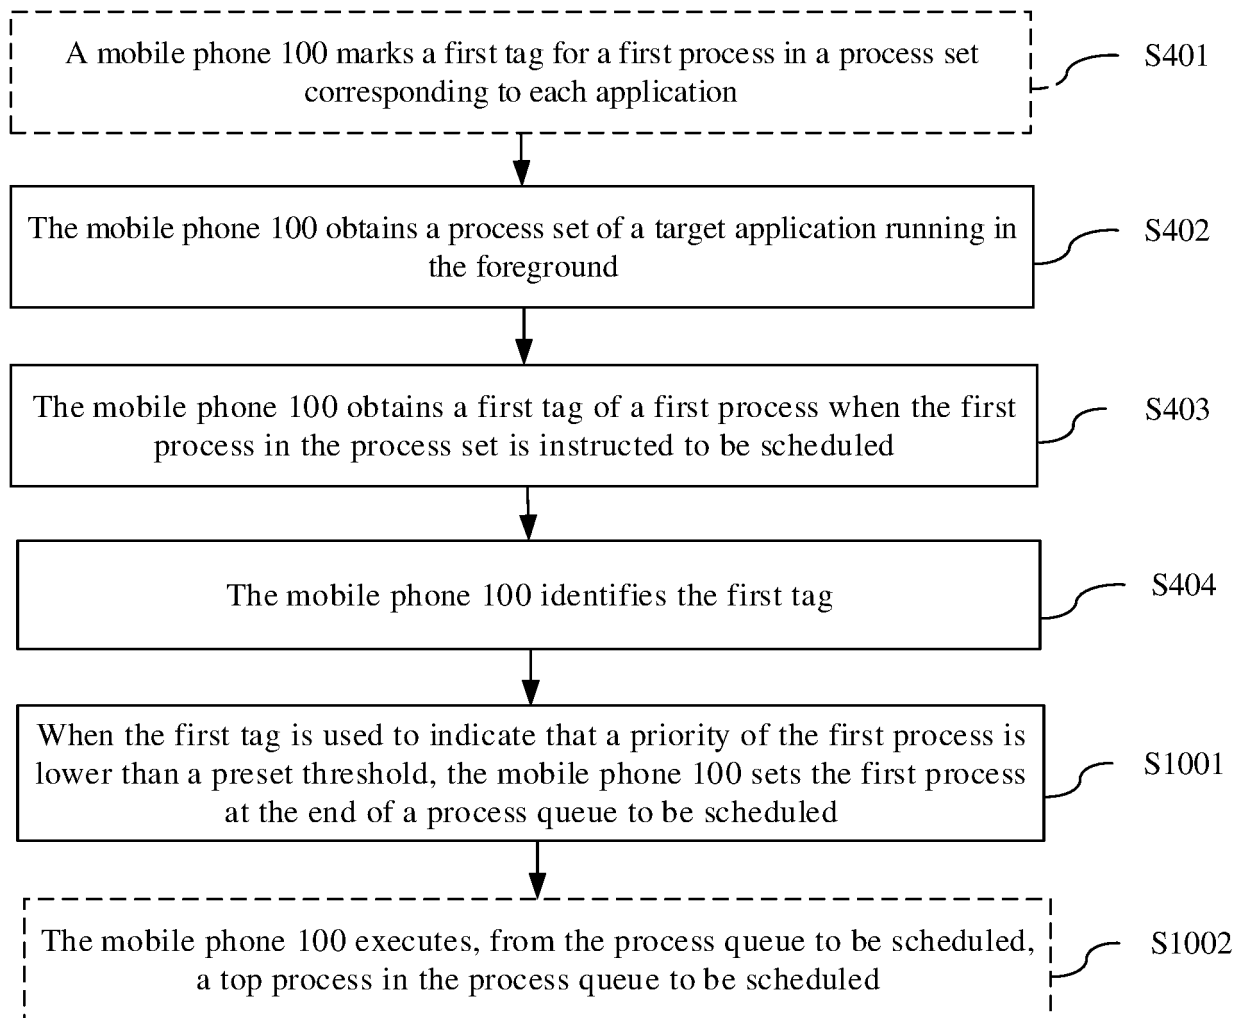 A mobile phone 100 marks a first tag for a first process in a process set
corresponding to each application
S401
The mobile phone 100 obtains a process set of a target application running in
the foreground
S402
The mobile phone 100 obtains a first tag of a first process when the first
process in the process set is instructed to be scheduled
S403
The mobile phone 100 identifies the first tag
S404
When the first tag is used to indicate that a priority of the first process is
lower than a preset threshold, the mobile phone 100 sets the first process
at the end of a process queue to be scheduled
S1001
The mobile phone 100 executes, from the process queue to be scheduled,
a top process in the process queue to be scheduled
S1002